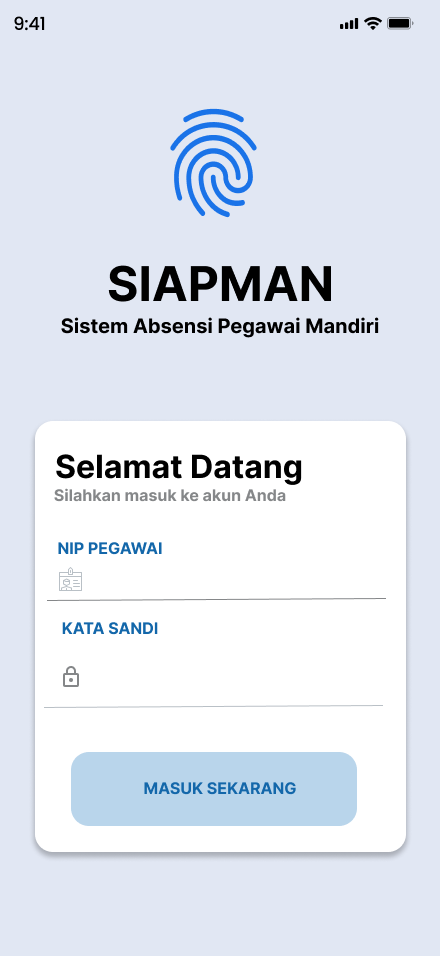 9:41
SIAPMAN
Sistem Absensi Pegawai Mandiri
Selamat Datang
Silahkan masuk ke akun Anda
NIP PEGAWAI
KATA SANDI
MASUK SEKARANG